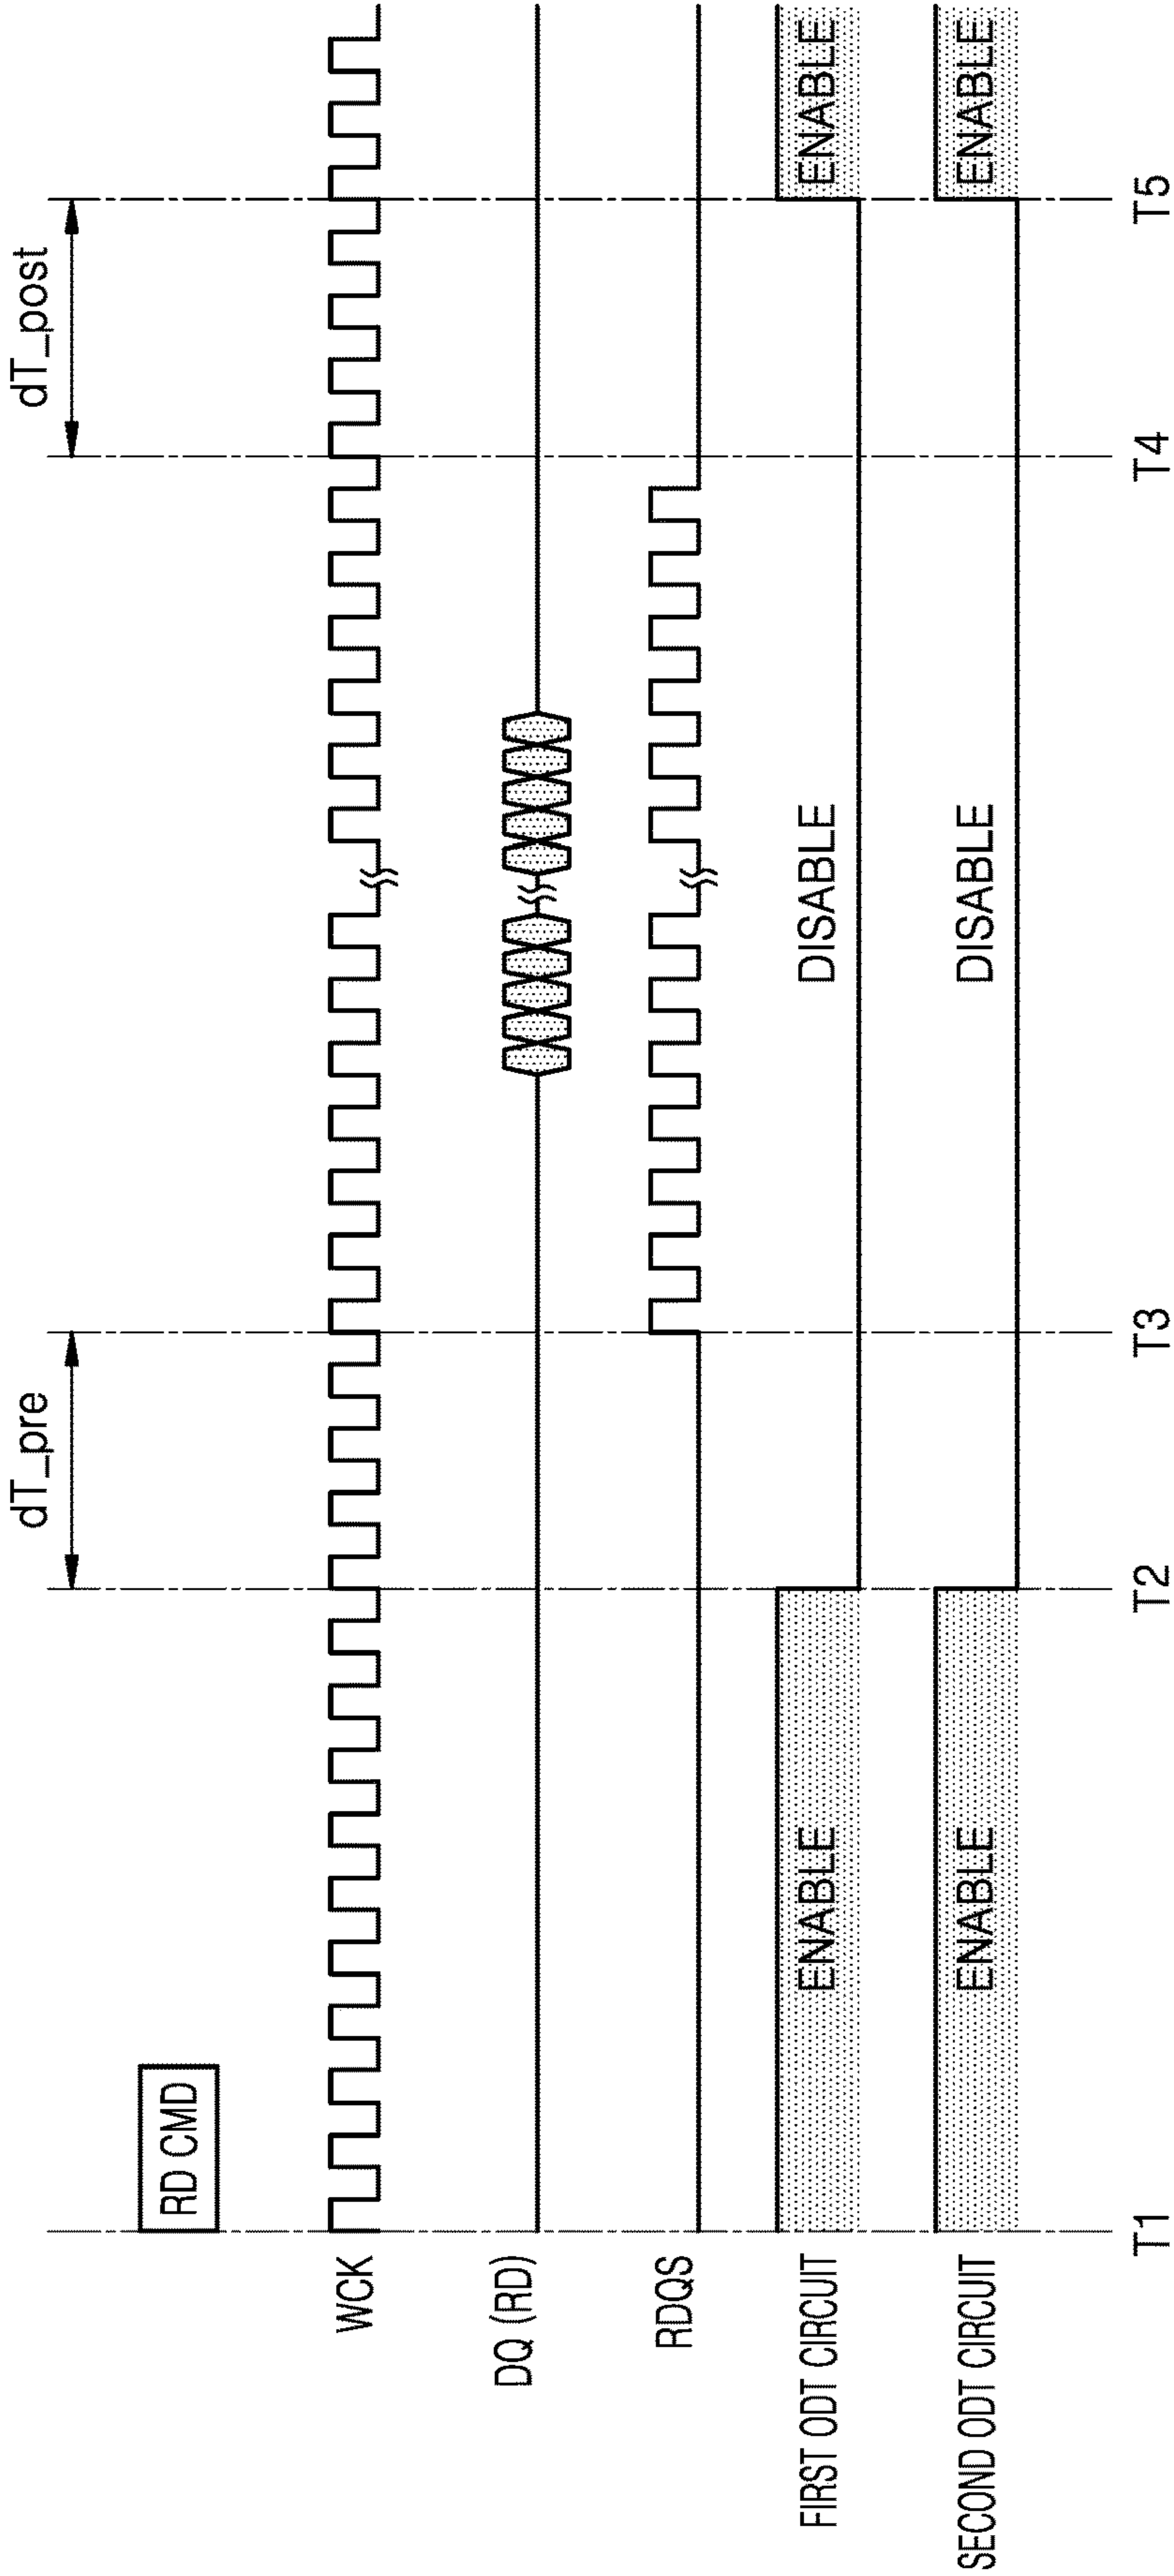 dT_pre
dT_post
RD CMD
WCK
DQ (RD)
RDQS
FIRST ODT CIRCUIT
ENABLE
DISABLE
ENABLE
SECOND ODT CIRCUIT
ENABLE
DISABLE
ENABLE
T1
T2
T3
T4
T5